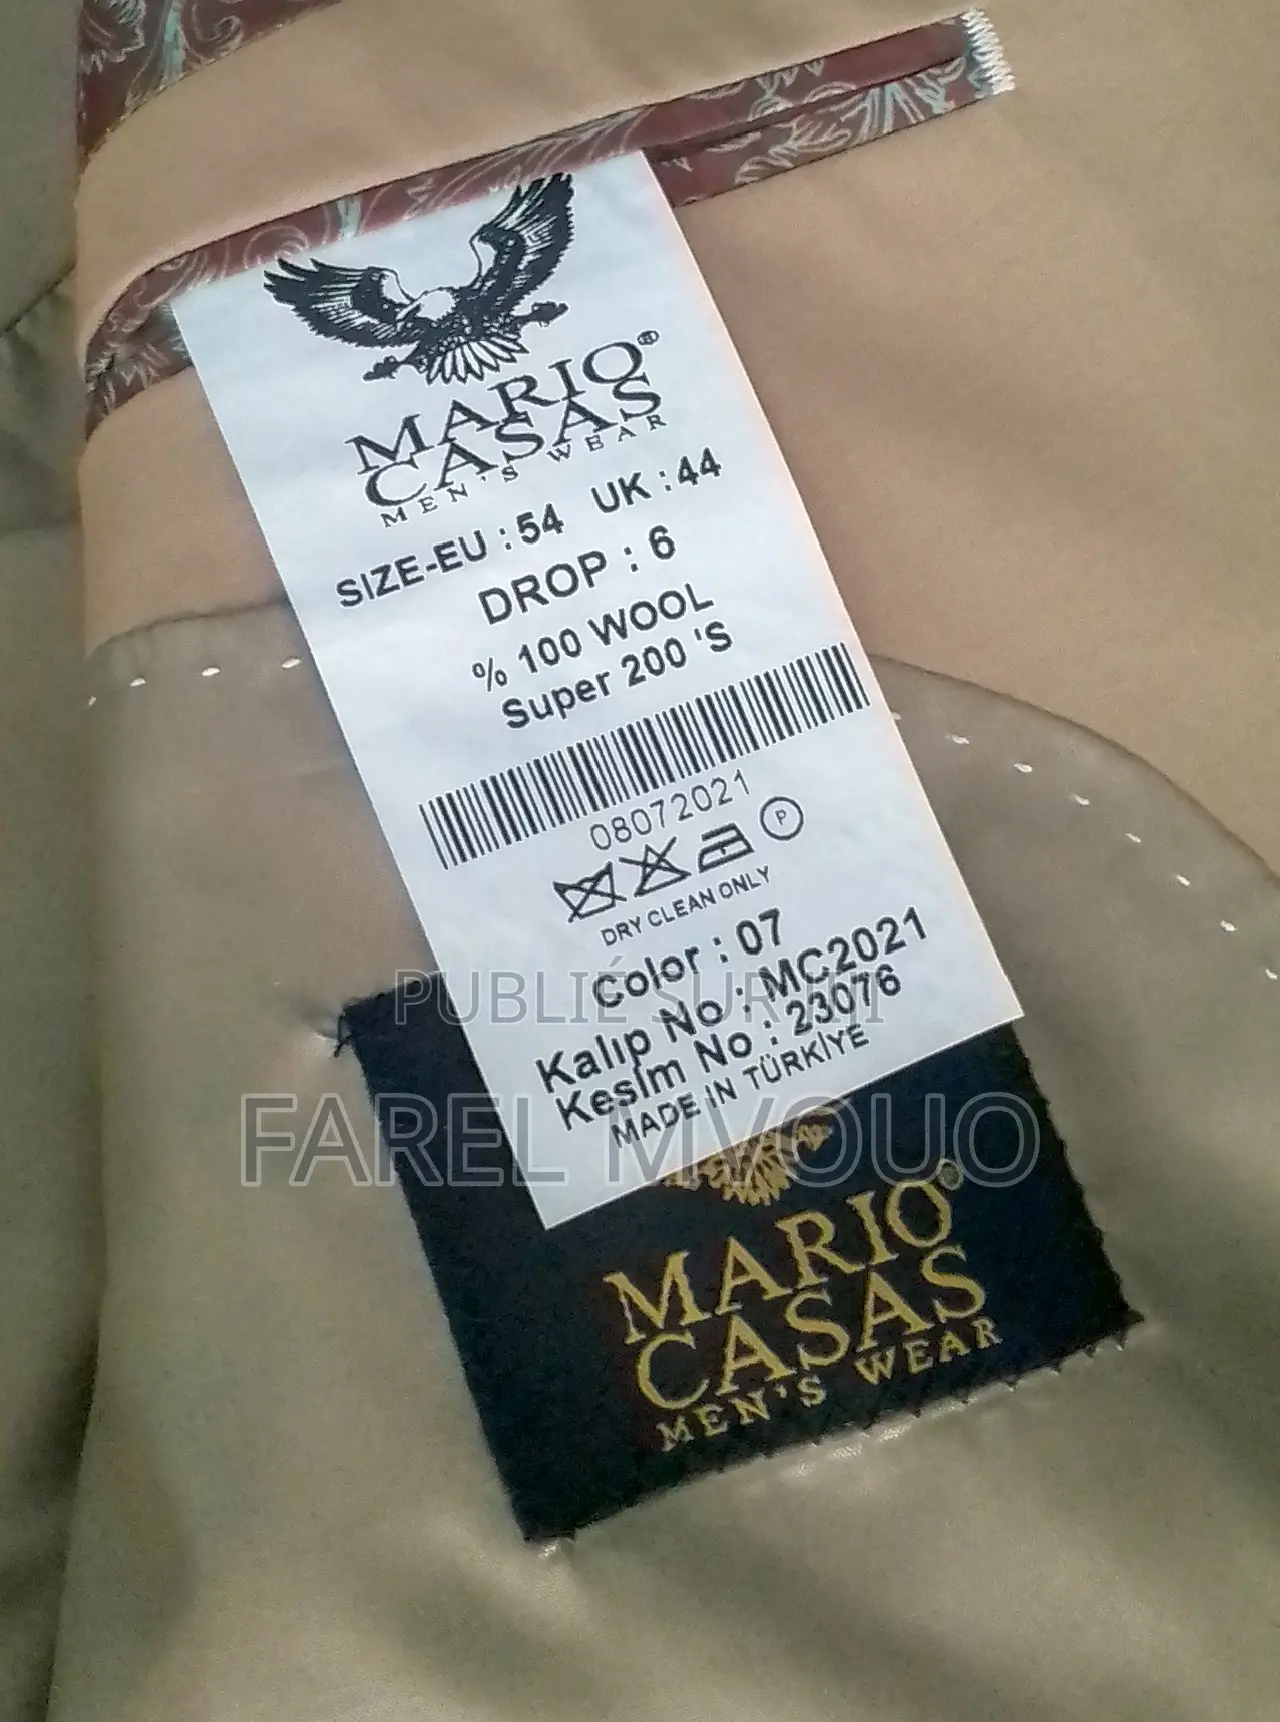 MARIO®
CASAS
MEN'S WEAR
SIZE-EU : 54 UK : 44
DROP : 6
% 100 WOOL
Super 200 'S
08072021
P
DRY CLEAN ONLY
Color : 07
Kalıp No : MC2021
Kesim No : 23076
MADE İN TÜRKİYE
PUBLIÉ SUR JIJI
FAREL MVOUO
MARIO®
CASAS
MEN'S WEAR